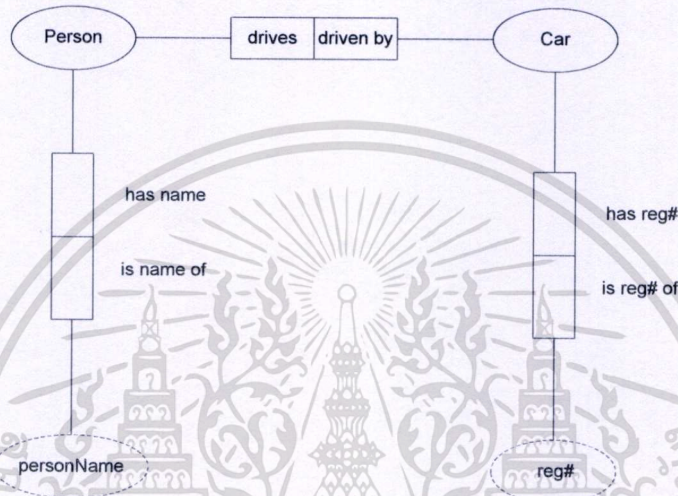 Person
drives
driven by
Car
has name
has reg#
is name of
is reg# of
personName
reg#